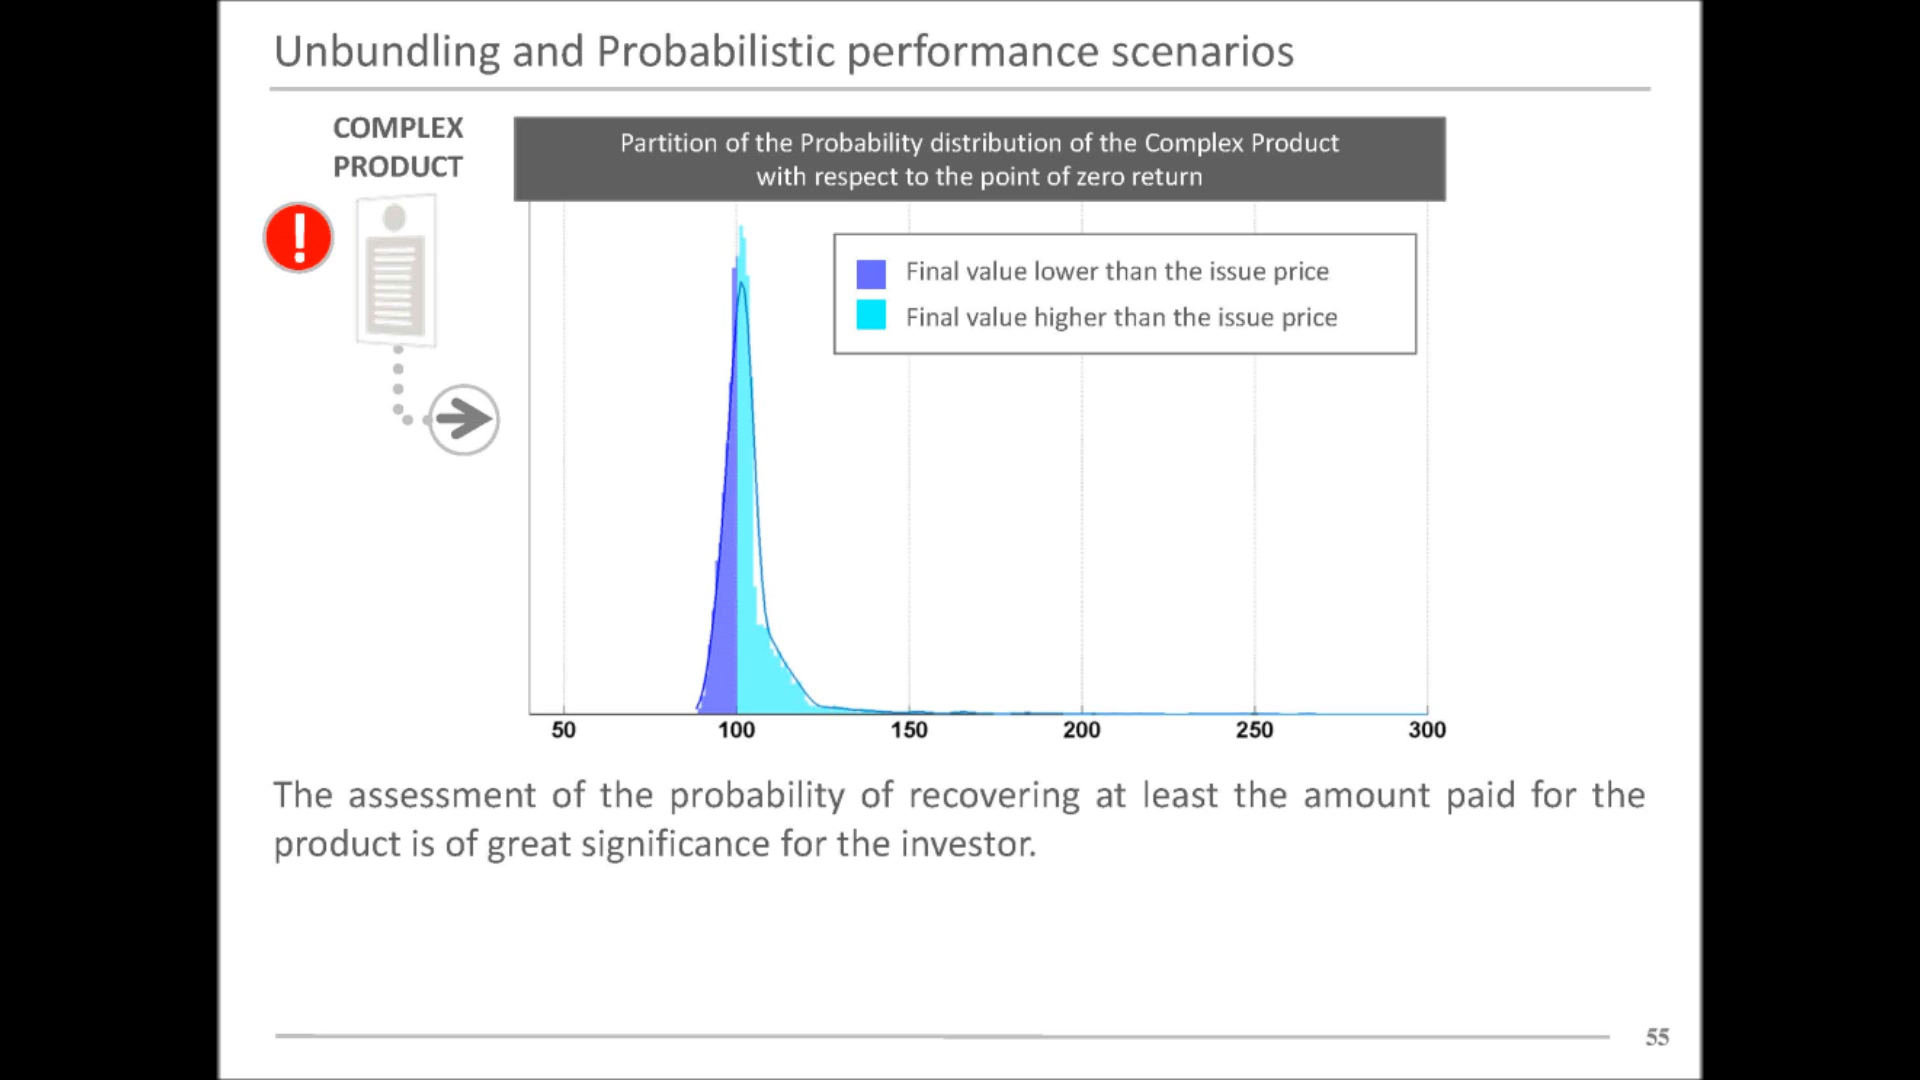 Unbundling and Probabilistic performance scenarios
COMPLEX
PRODUCT
Partition of the Probability distribution of the Complex Product
with respect to the point of zero return
!
Final value lower than the issue price
Final value higher than the issue price
50 100 150 200 250 300
The assessment of the probability of recovering at least the amount paid for the
product is of great significance for the investor.
55